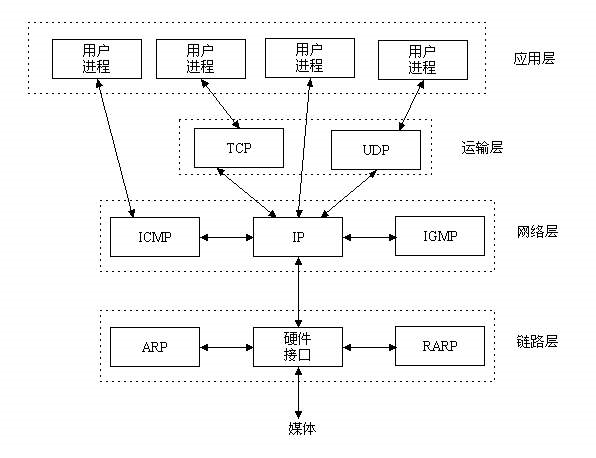 用户
进程
用户
进程
用户
进程
用户
进程
应用层
TCP
UDP
运输层
ICMP
IP
IGMP
网络层
ARP
硬件
接口
RARP
链路层
媒体